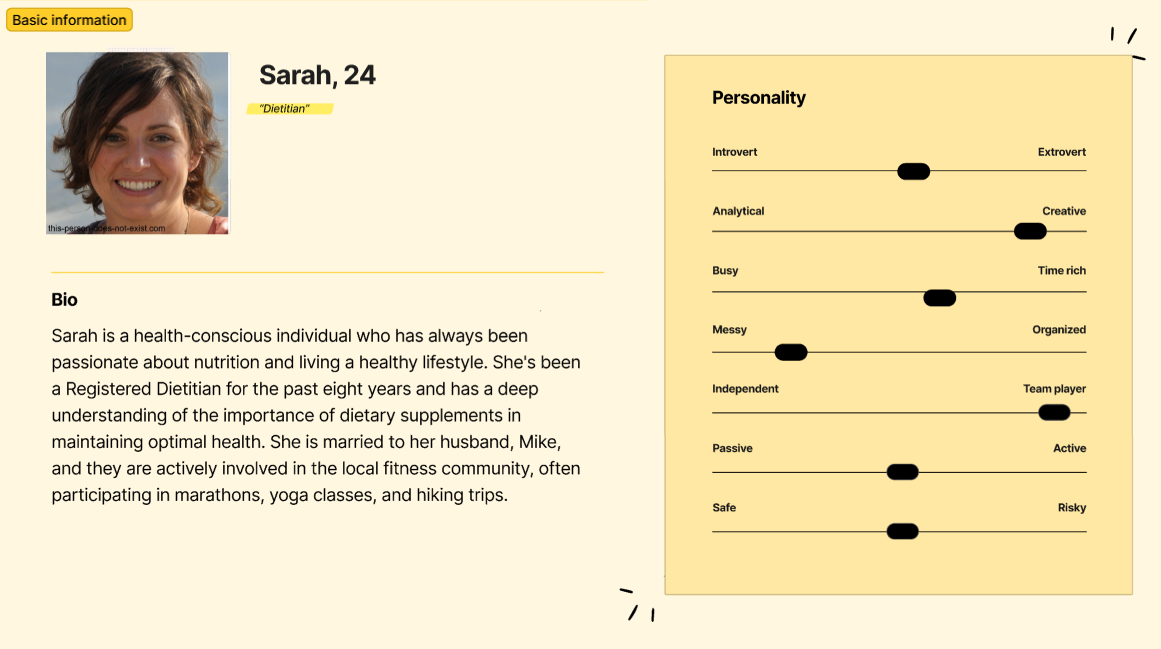 Basic information
Sarah, 24
"Dietitian"
this-person-does-not-exist.com
Bio
Sarah is a health-conscious individual who has always been
passionate about nutrition and living a healthy lifestyle. She's been
a Registered Dietitian for the past eight years and has a deep
understanding of the importance of dietary supplements in
maintaining optimal health. She is married to her husband, Mike,
and they are actively involved in the local fitness community, often
participating in marathons, yoga classes, and hiking trips.
Personality
Introvert Extrovert
Analytical Creative
Busy Time rich
Messy Organized
Independent Team player
Passive Active
Safe Risky